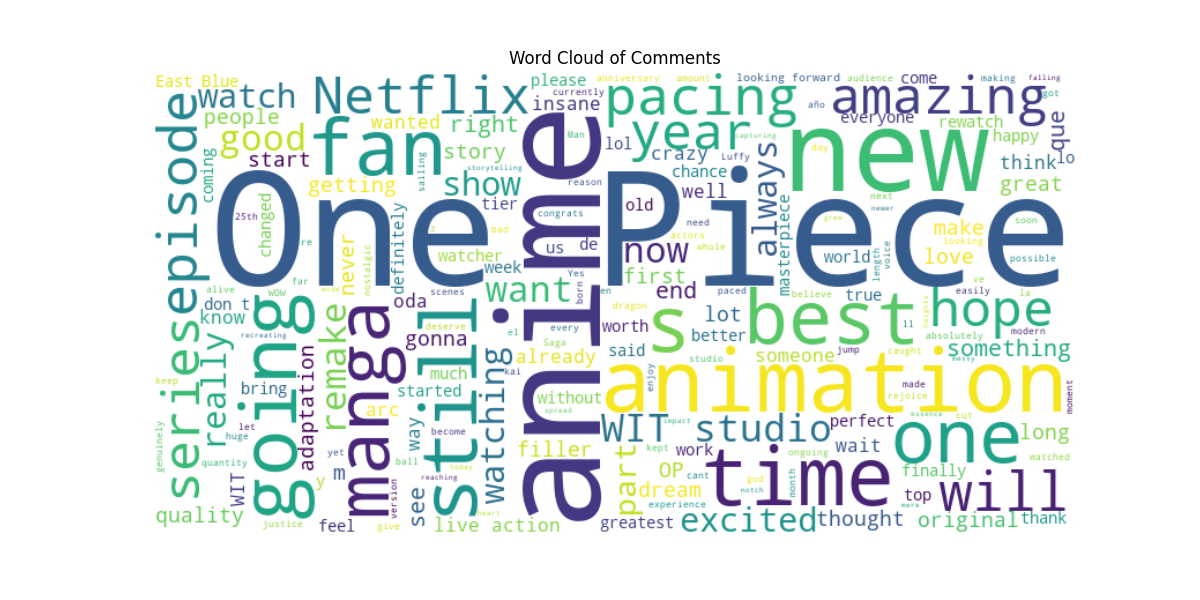 Word Cloud of Comments
East Blue
watch
Netflix
please
anniversary
amount
looking forward
audience
come
making
falling
currently
insane
pacing
amazing
got
people
wanted
right
Man
year
año
everyone
rewatch
que
good
fan
lol
capturing
happy
episode
start
story
storytelling
crazy
Luffy
day
new
think
lo
coming
getting
sailing
show
reason
chance
well
always
next
great
One Piece
25th
changed
tier
congrats
old
need
masterpiece
grew
newer
soon
re
never
nostalgic
definitely
z
bad
us
de
now
actors
whole
world
length
voice
make
looking
love
possible
far
watcher
week
Yes
born
first
alive
wow
wide
scenes
want
en
end
dragon
believe
true
ve
easily
la
don t
know
oda
deserve
el
every
worth
s
lot
better
best
ll
heights
hope
modern
recreating
gonna
Saga
anime
said
absolutely
series
really
going
adaptation
remake
manga
still
kai
already
studio
someone
jump
caught
messy
something
keep
bring
much
started
enjoy
animation
made
rejoice
moment
let
arc
way
without
spread
essence
cut
genuinely
huge
yet
become
watching
WIT studio
impact
perfect
one
long
quantity
ball
today
filler
part
kept
work
wait
ongoing
watched
WIT
y
m
version
reaching
see
OP
cant
time
god
month
finally
dream
notch
top
will
mere
experience
quality
justice
feel
give
live action
heart
greatest
excited
thought
original
thank